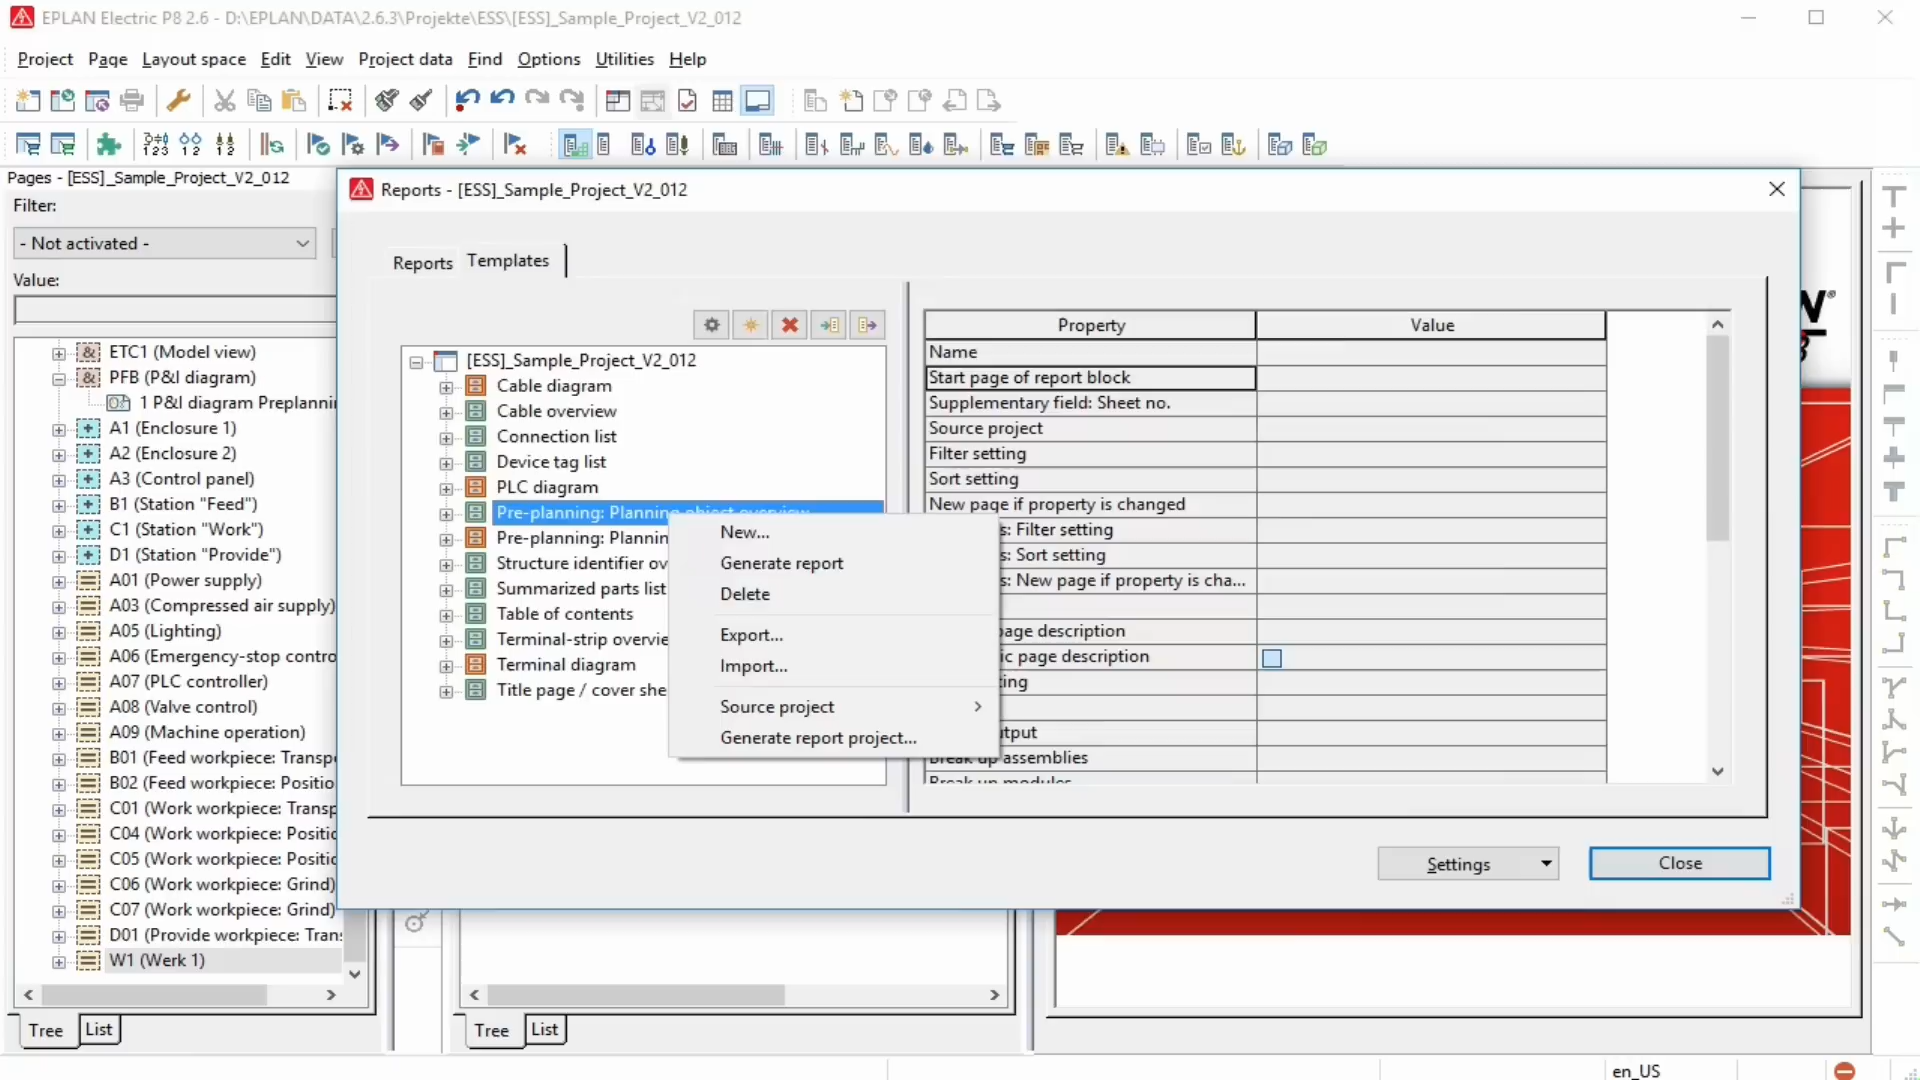 EPLAN Electric P8 2.6 - D:\EPLAN\DATA\2.6.3\Projekte\ESS\[ESS]_Sample_Project_V2_012
Project Page Layout space Edit View Project data Find Options Utilities Help
Pages - [ESS]_Sample_Project_V2_012
Filter:
- Not activated -
Value:
ETC1 (Model view)
PFB (P&I diagram)
1 P&I diagram Preplannin
A1 (Enclosure 1)
A2 (Enclosure 2)
A3 (Control panel)
B1 (Station "Feed")
C1 (Station "Work")
D1 (Station "Provide")
A01 (Power supply)
A03 (Compressed air supply)
A05 (Lighting)
A06 (Emergency-stop contro
A07 (PLC controller)
A08 (Valve control)
A09 (Machine operation)
B01 (Feed workpiece: Transp
B02 (Feed workpiece: Position
C01 (Work workpiece: Transp
C04 (Work workpiece: Positio
C05 (Work workpiece: Positio
C06 (Work workpiece: Grind)
C07 (Work workpiece: Grind)
D01 (Provide workpiece: Tran
W1 (Werk 1)
Tree List
Tree List
Reports - [ESS]_Sample_Project_V2_012
Reports Templates
[ESS]_Sample_Project_V2_012
Cable diagram
Cable overview
Connection list
Device tag list
PLC diagram
Pre-planning: Planning object overview
Pre-planning: Plannin
Structure identifier ov
Summarized parts list
Table of contents
Terminal-strip overvie
Terminal diagram
Title page / cover she
New...
Generate report
Delete
Export...
Import...
Source project
Generate report project...
Property Value
Name
Start page of report block
Supplementary field: Sheet no.
Source project
Filter setting
Sort setting
New page if property is changed
s: Filter setting
s: Sort setting
s: New page if property is cha...
page description
ic page description
ting
utput
Break up assemblies
Break up modules
Settings
Close
en_US